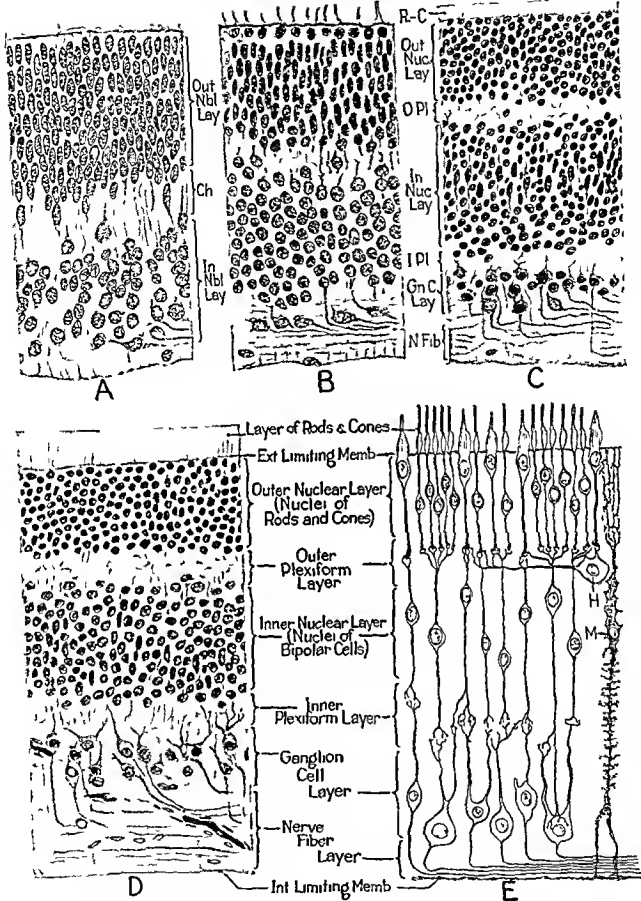 Out
Nbl
Lay
Ch
In
Nbl
Lay
A
B
R-C
Out
Nuc
Lay
O Pl
In
Nuc
Lay
I Pl
Gn C
Lay
N Fib
C
Layer of Rods & Cones
Ext Limiting Memb
Outer Nuclear Layer
(Nuclei of
Rods and Cones)
Outer
Plexiform
Layer
Inner Nuclear Layer
(Nuclei of
Bipolar Cells)
Inner
Plexiform Layer
Ganglion
Cell
Layer
Nerve
Fiber
Layer
Int Limiting Memb
H
M
D
E